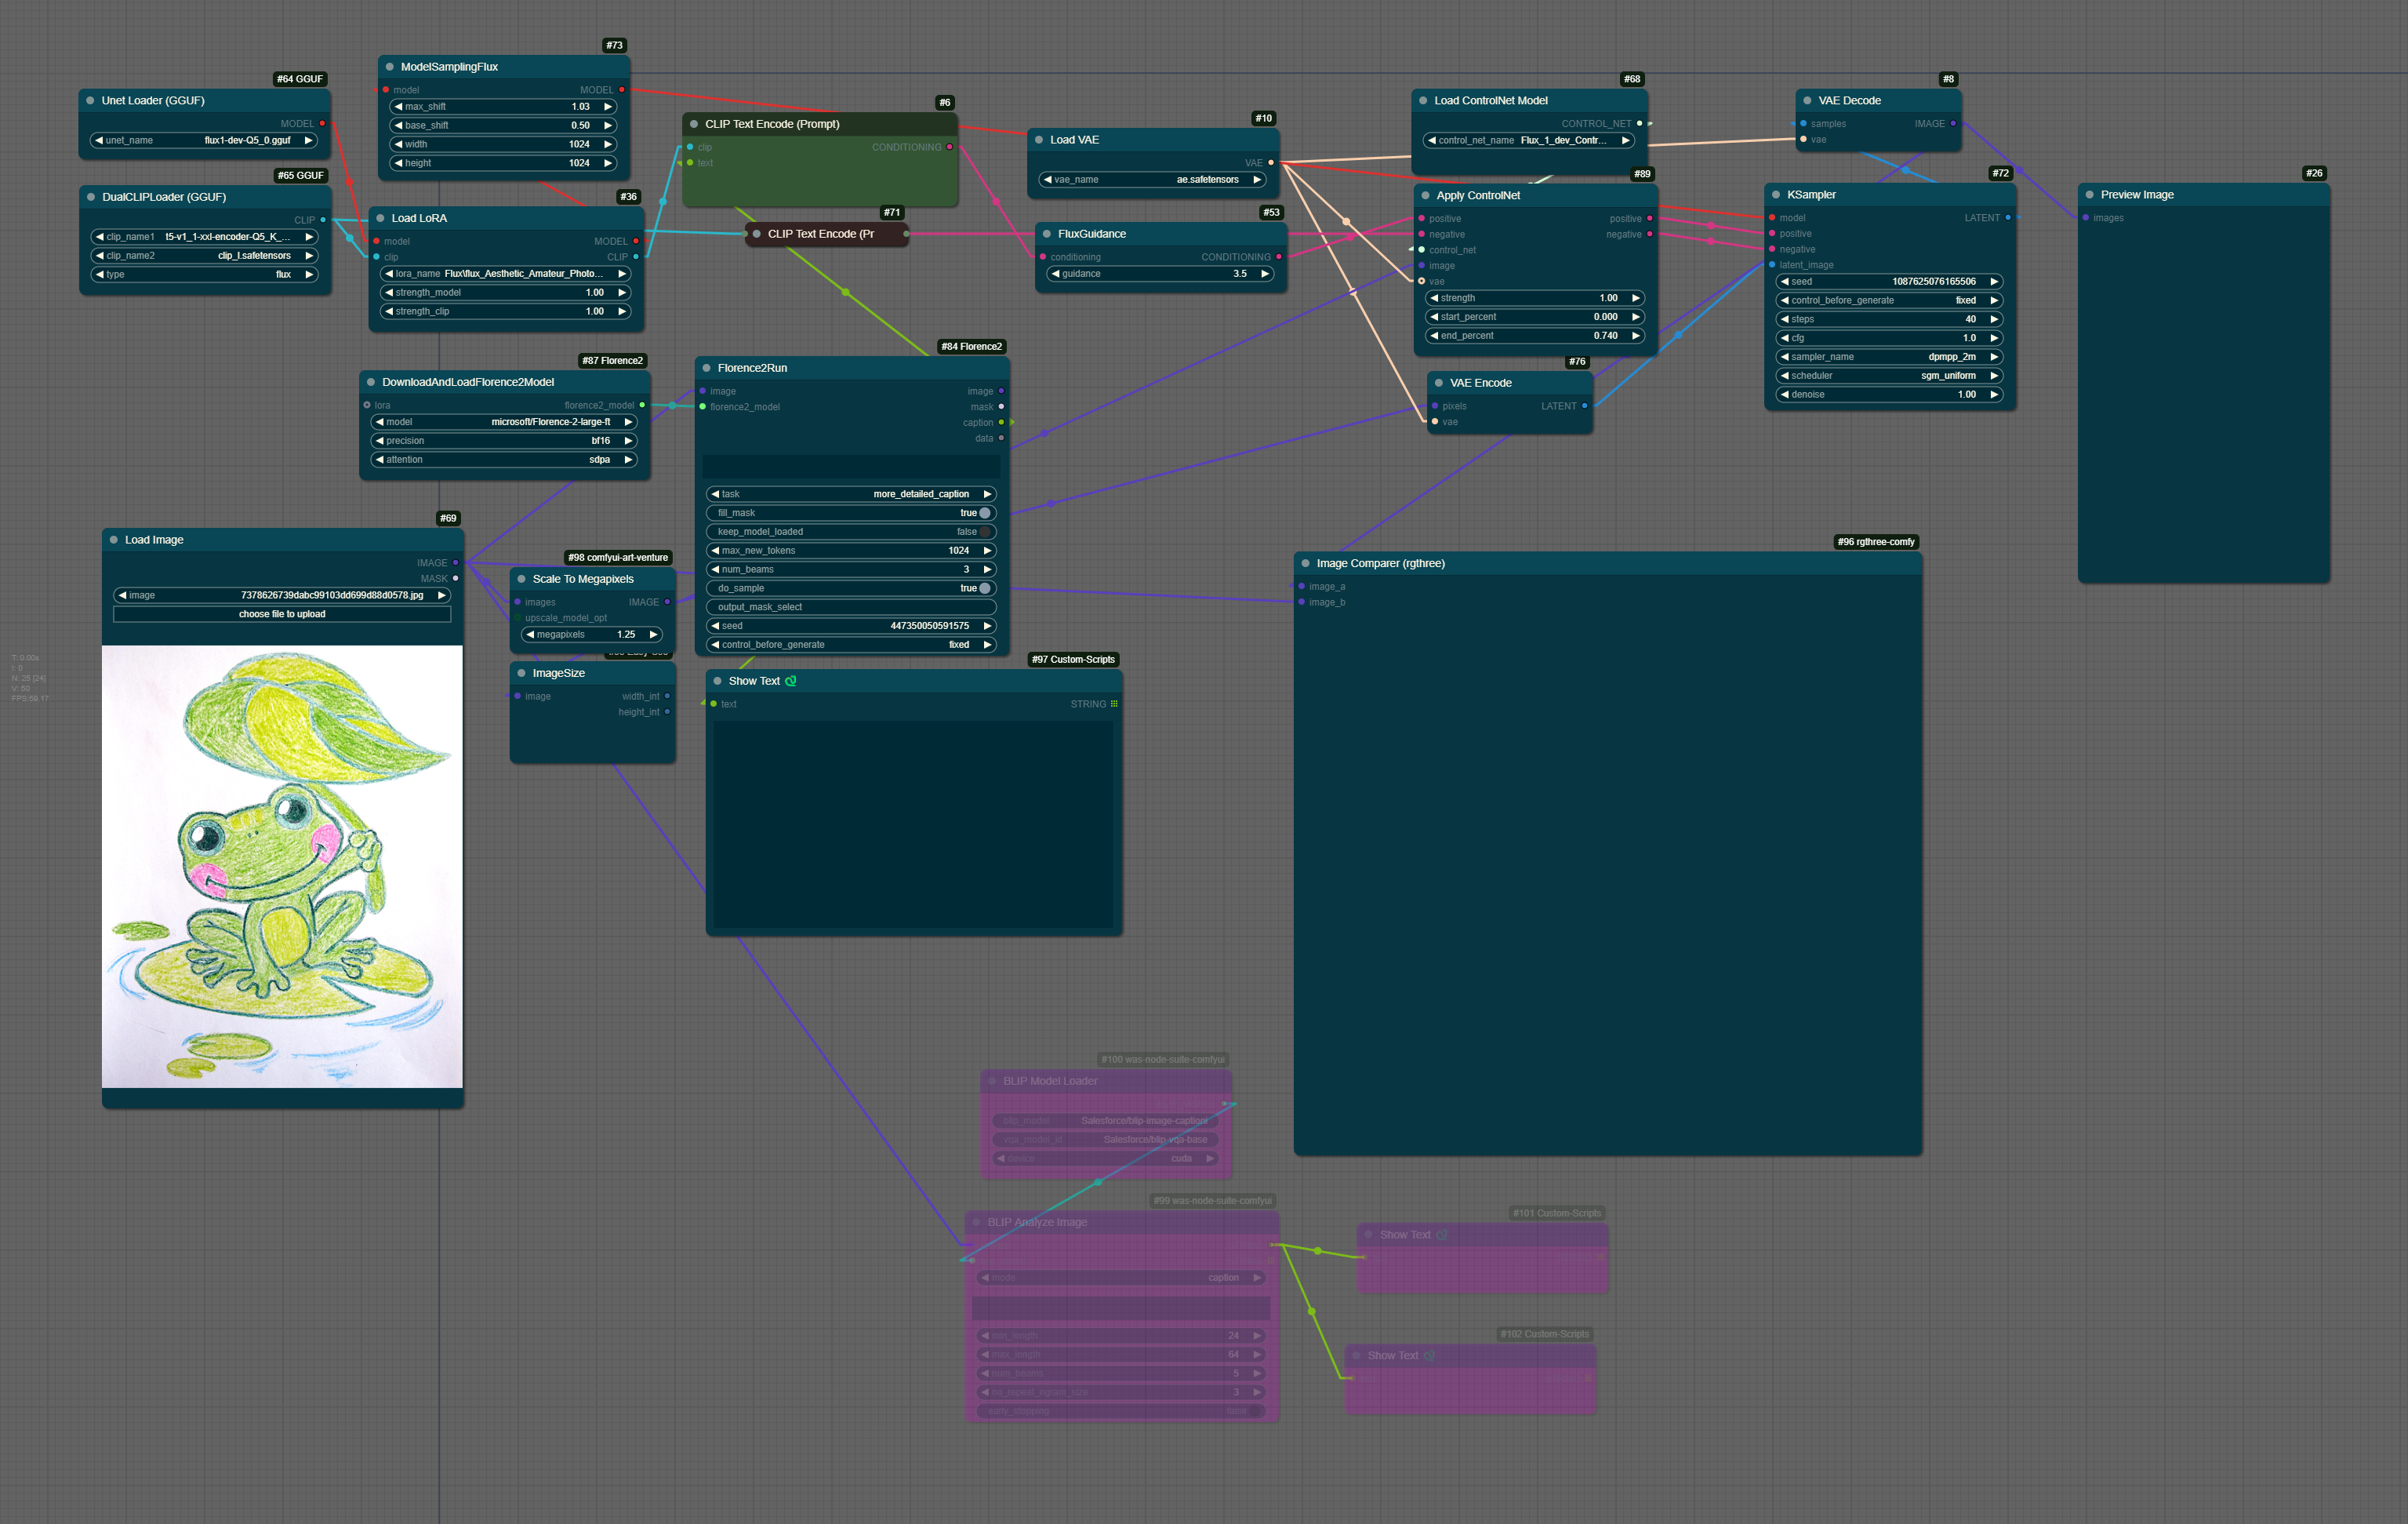 #64 GGUF
Unet Loader (GGUF)
MODEL
unet_name flux1-dev-Q5_0.gguf
#65 GGUF
DualCLIPLoader (GGUF)
CLIP
clip_name1 t5-v1_1-xxl-encoder-Q5_K_...
clip_name2 clip_l.safetensors
type flux
#73
ModelSamplingFlux
model MODEL
max_shift 1.03
base_shift 0.50
width 1024
height 1024
#36
Load LoRA
model MODEL
clip CLIP
lora_name Flux\flux_Aesthetic_Amateur_Photo...
strength_model 1.00
strength_clip 1.00
#6
CLIP Text Encode (Prompt)
clip CONDITIONING
text
#71
CLIP Text Encode (Pr
#10
Load VAE
VAE
vae_name ae.safetensors
#53
FluxGuidance
conditioning CONDITIONING
guidance 3.5
#68
Load ControlNet Model
CONTROL_NET
control_net_name Flux_1_dev_Contr...
#89
Apply ControlNet
positive positive
negative negative
control_net
image
vae
strength 1.00
start_percent 0.000
end_percent 0.740
#76
VAE Encode
pixels LATENT
vae
#8
VAE Decode
samples IMAGE
vae
#72
KSampler
model LATENT
positive
negative
latent_image
seed 1087625076165506
control_before_generate fixed
steps 40
cfg 1.0
sampler_name dpmpp_2m
scheduler sgm_uniform
denoise 1.00
#26
Preview Image
images
#87 Florence2
DownloadAndLoadFlorence2Model
lora florence2_model
model microsoft/Florence-2-large-ft
precision bf16
attention sdpa
#84 Florence2
Florence2Run
image image
florence2_model mask
caption
data
task more_detailed_caption
fill_mask true
keep_model_loaded false
max_new_tokens 1024
num_beams 3
do_sample true
output_mask_select
seed 447350050591575
control_before_generate fixed
#69
Load Image
IMAGE
MASK
image 7378626739dabc99103dd699d88d0578.jpg
choose file to upload
#98 comfyui-art-venture
Scale To Megapixels
images IMAGE
upscale_model_opt
megapixels 1.25
ImageSize
image width_int
height_int
#97 Custom-Scripts
Show Text
text STRING
#96 rgthree-comfy
Image Comparer (rgthree)
image_a
image_b
T: 0.00s
I: 0
N: 25 [24]
V: 50
FPS:59.17
#100 was-node-suite-comfyui
BLIP Model Loader
blip_model Salesforce/blip-image-caption
vqa_model_id Salesforce/blip-vqa-base
device cuda
#99 was-node-suite-comfyui
BLIP Analyze Image
mode caption
min_length 24
max_length 64
num_beams 5
no_repeat_ngram_size 3
early_stopping false
#101 Custom-Scripts
Show Text
#102 Custom-Scripts
Show Text